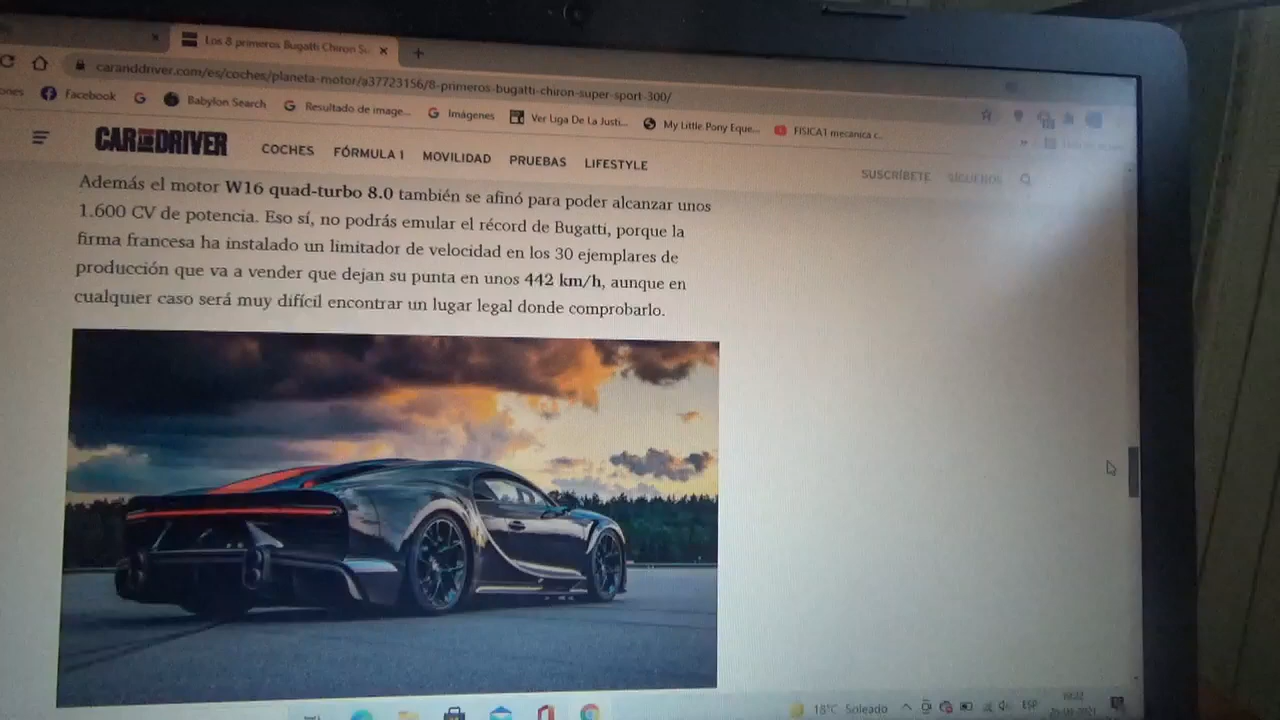 Los 8 primeros Bugatti Chiron Su
caranddriver.com/es/coches/planeta-motor/a37723156/8-primeros-bugatti-chiron-super-sport-300/
ones Facebook Babylon Search Resultado de image... Imágenes Ver Liga De La Justi... My Little Pony Eque... FISICA1 mecanica c...
CAR AND DRIVER COCHES FÓRMULA 1 MOVILIDAD PRUEBAS LIFESTYLE SUSCRÍBETE SÍGUENOS
Además el motor W16 quad-turbo 8.0 también se afinó para poder alcanzar unos
1.600 CV de potencia. Eso sí, no podrás emular el récord de Bugatti, porque la
firma francesa ha instalado un limitador de velocidad en los 30 ejemplares de
producción que va a vender que dejan su punta en unos 442 km/h, aunque en
cualquier caso será muy difícil encontrar un lugar legal donde comprobarlo.
18°C Soleado ESP